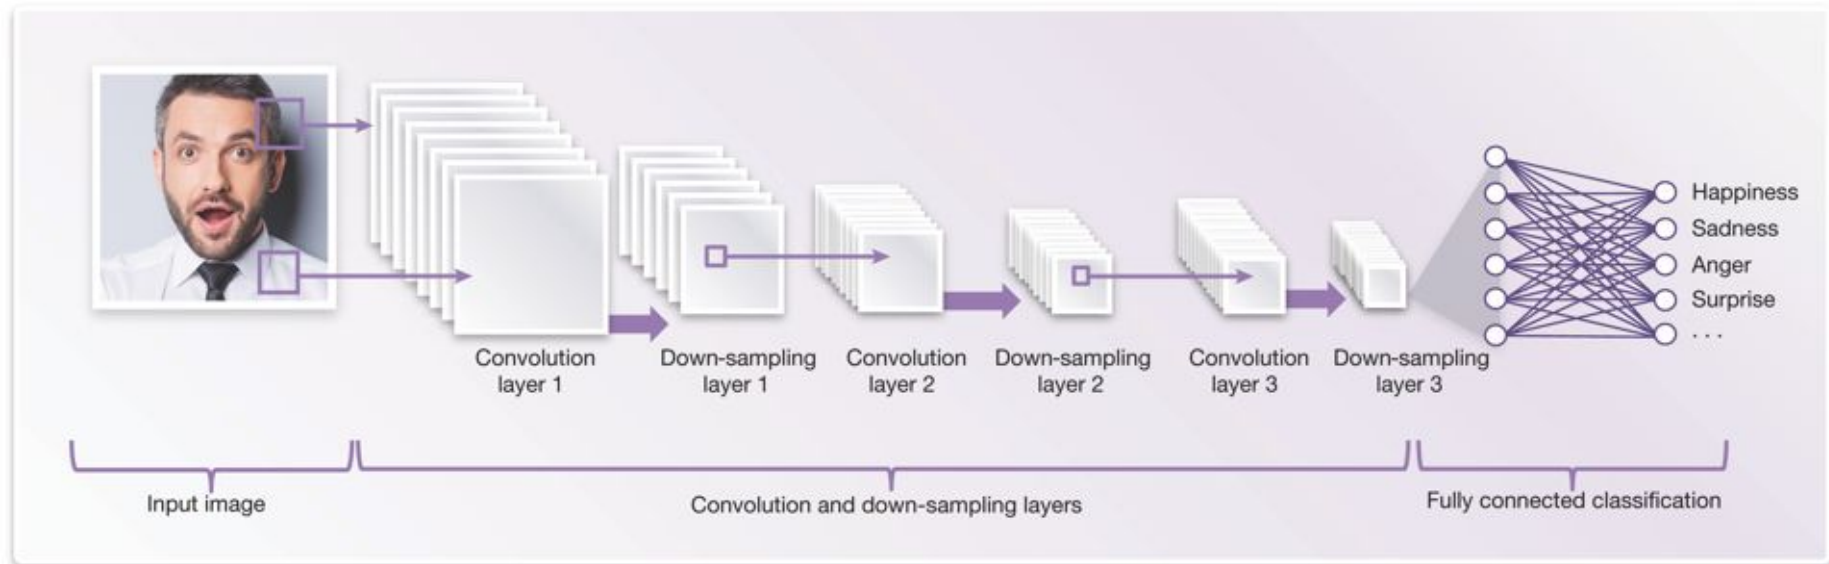 Happiness
Sadness
Anger
Surprise
. . .
Convolution
layer 1
Down-sampling
layer 1
Convolution
layer 2
Down-sampling
layer 2
Convolution
layer 3
Down-sampling
layer 3
Input image
Convolution and down-sampling layers
Fully connected classification